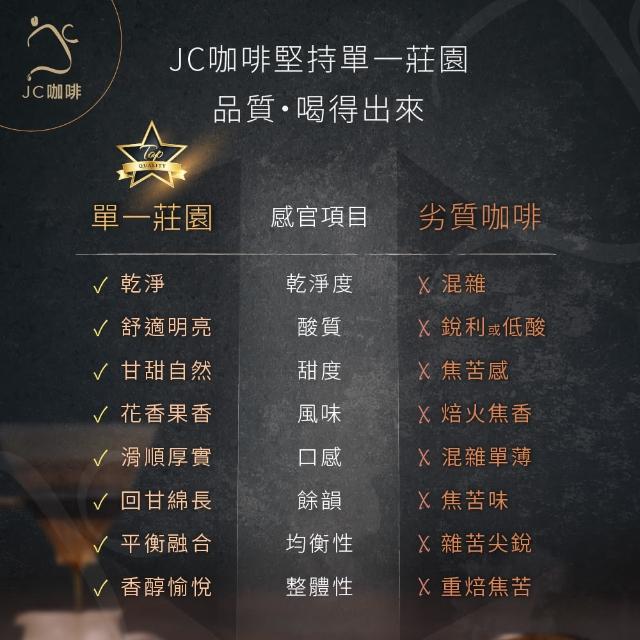 JC咖啡
JC咖啡堅持單一莊園
品質•喝得出來
Top
QUALITY
單一莊園 感官項目 劣質咖啡
✓ 乾淨 乾淨度 X 混雜
✓ 舒適明亮 酸質 X 銳利或低酸
✓ 甘甜自然 甜度 X 焦苦感
✓ 花香果香 風味 X 焙火焦香
✓ 滑順厚實 口感 X 混雜單薄
✓ 回甘綿長 餘韻 X 焦苦味
✓ 平衡融合 均衡性 X 雜苦尖銳
✓ 香醇愉悅 整體性 X 重焙焦苦